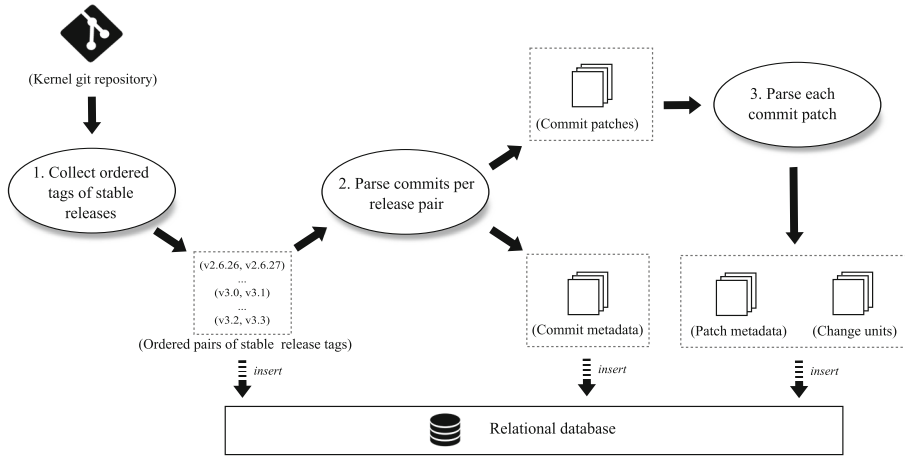 (Kernel git repository)
1. Collect ordered
tags of stable
releases
(v2.6.26, v2.6.27)
...
(v3.0, v3.1)
...
(v3.2, v3.3)
(Ordered pairs of stable release tags)
insert
2. Parse commits per
release pair
(Commit patches)
(Commit metadata)
insert
3. Parse each
commit patch
(Patch metadata)
(Change units)
insert
Relational database